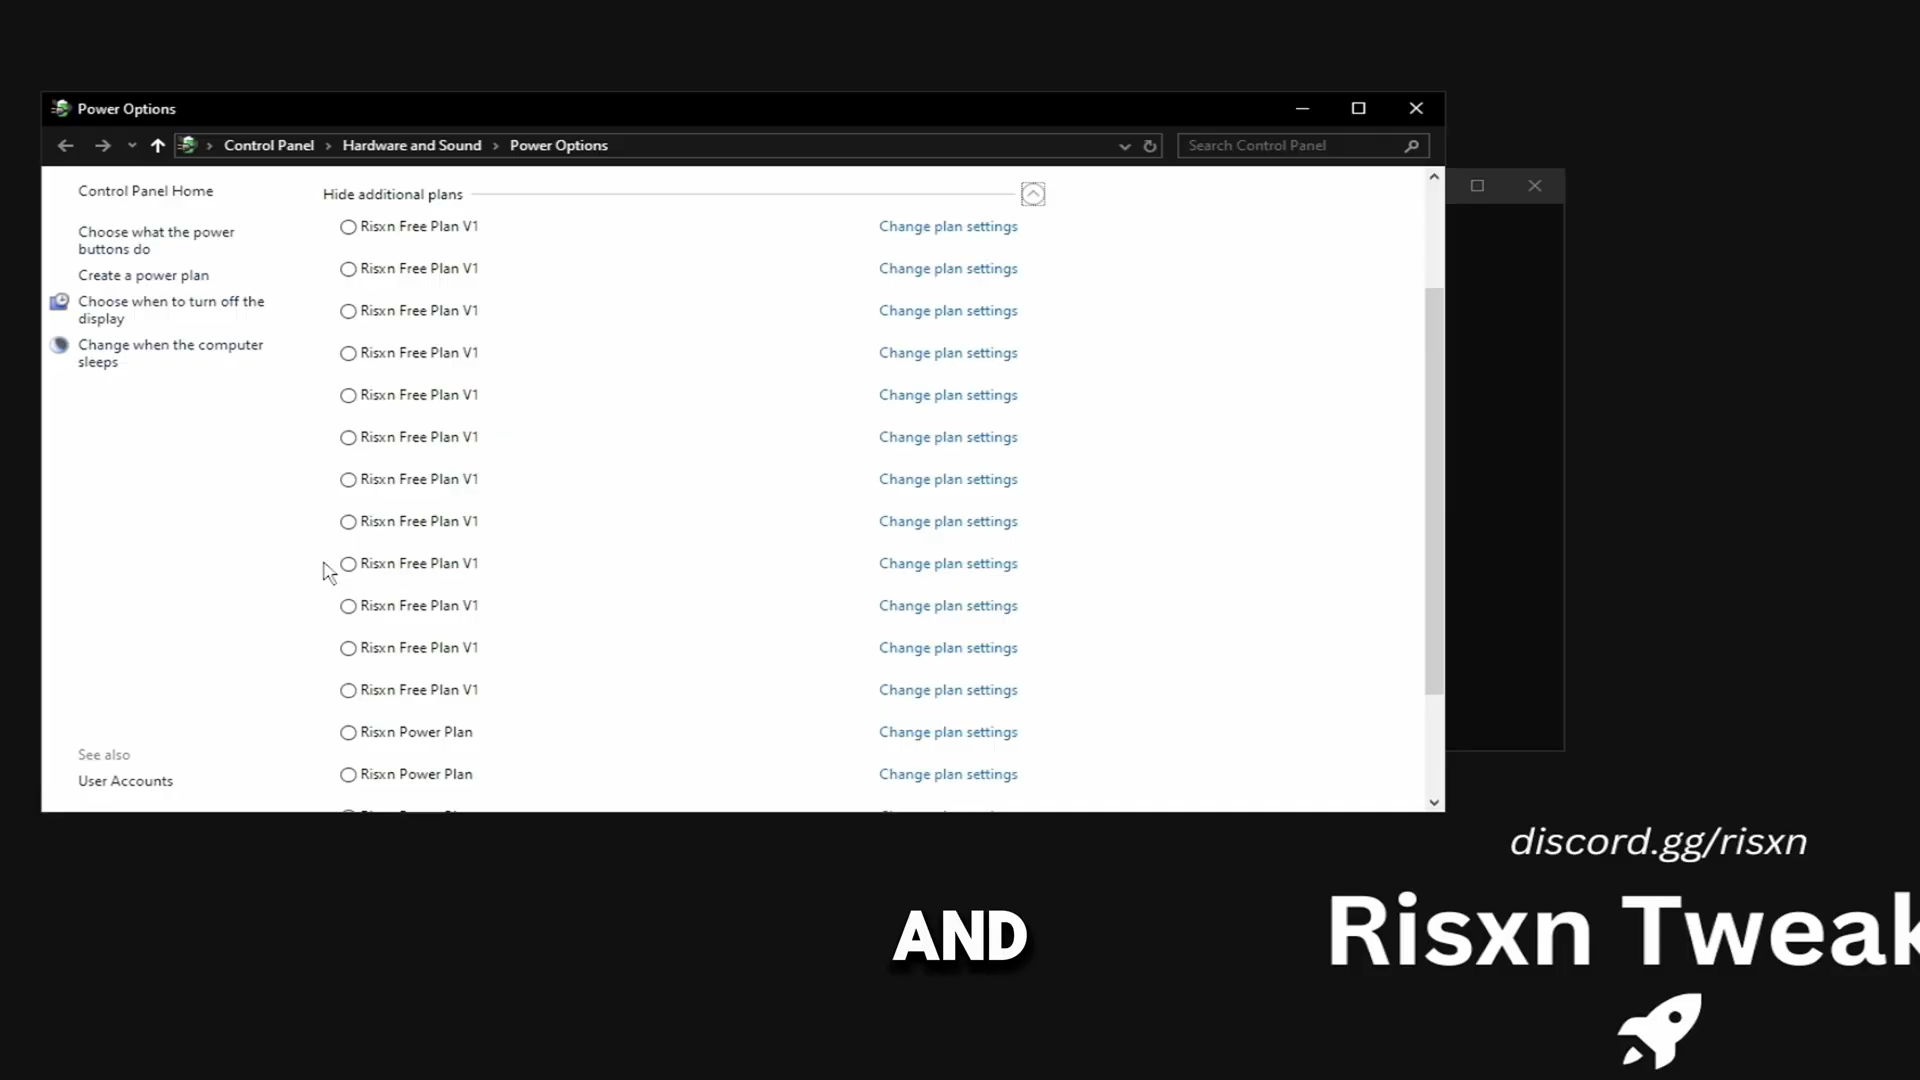 Power Options
Control Panel
Hardware and Sound
Power Options
Search Control Panel
Control Panel Home
Choose what the power
buttons do
Create a power plan
Choose when to turn off the
display
Change when the computer
sleeps
See also
User Accounts
Hide additional plans
Risxn Free Plan V1 Change plan settings
Risxn Free Plan V1 Change plan settings
Risxn Free Plan V1 Change plan settings
Risxn Free Plan V1 Change plan settings
Risxn Free Plan V1 Change plan settings
Risxn Free Plan V1 Change plan settings
Risxn Free Plan V1 Change plan settings
Risxn Free Plan V1 Change plan settings
Risxn Free Plan V1 Change plan settings
Risxn Free Plan V1 Change plan settings
Risxn Free Plan V1 Change plan settings
Risxn Free Plan V1 Change plan settings
Risxn Power Plan Change plan settings
Risxn Power Plan Change plan settings
discord.gg/risxn
Risxn Tweak
AND